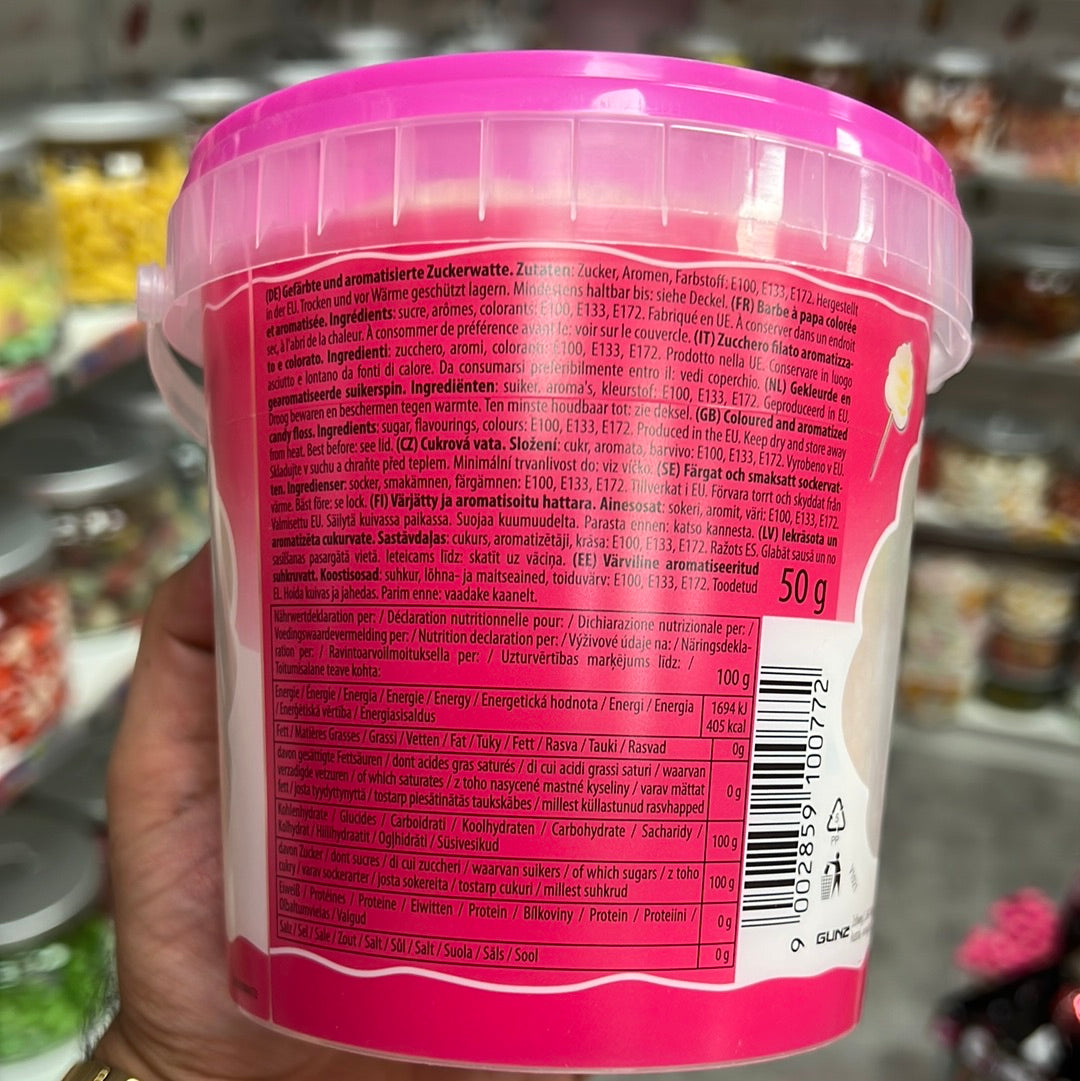 (DE) Gefärbte und aromatisierte Zuckerwatte. Zutaten: Zucker, Aromen, Farbstoff: E100, E133, E172. Hergestellt
in der EU. Trocken und vor Wärme geschützt lagern. Mindestens haltbar bis: siehe Deckel. (FR) Barbe à papa colorée
et aromatisée. Ingrédients: sucre, arômes, colorants: E100, E133, E172. Fabriqué en UE. À conserver dans un endroit
sec, à l'abri de la chaleur. À consommer de préférence avant le: voir sur le couvercle. (IT) Zucchero filato aromatizza-
to e colorato. Ingredienti: zucchero, aromi, coloranti: E100, E133, E172. Prodotto nella UE. Conservare in luogo
asciutto e lontano da fonti di calore. Da consumarsi preferibilmente entro il: vedi coperchio. (NL) Gekleurde en
gearomatiseerde suikerspin. Ingrediënten: suiker, aroma's, kleurstof: E100, E133, E172. Geproduceerd in EU.
Droog bewaren en beschermen tegen warmte. Ten minste houdbaar tot: zie deksel. (GB) Coloured and aromatized
candy floss. Ingredients: sugar, flavourings, colours: E100, E133, E172. Produced in the EU. Keep dry and store away
from heat. Best before: see lid. (CZ) Cukrová vata. Složení: cukr, aromata, barvivo: E100, E133, E172. Vyrobeno v EU.
Skladujte v suchu a chraňte před teplem. Minimální trvanlivost do: viz víčko. (SE) Färgat och smaksatt sockervat-
ten. Ingredienser: socker, smakämnen, färgämnen: E100, E133, E172. Tillverkat i EU. Förvara torrt och skyddat från
värme. Bäst före: se lock. (FI) Värjätty ja aromatisoitu hattara. Ainesosat: sokeri, aromit, väri: E100, E133, E172.
Valmisettu EU. Säilytä kuivassa paikassa. Suojaa kuumuudelta. Parasta ennen: katso kannesta. (LV) Iekrāsota un
aromatizēta cukurvate. Sastāvdaļas: cukurs, aromatizētāji, krāsa: E100, E133, E172. Ražots ES. Glabāt sausā un no
sasilšanas pasargātā vietā. Ieteicams līdz: skatīt uz vāciņa. (EE) Värviline aromatiseeritud
suhkruvatt. Koostisosad: suhkur, lõhna- ja maitseained, toiduvärv: E100, E133, E172. Toodetud
EL. Hoida kuivas ja jahedas. Parim enne: vaadake kaanelt.
50 g
Nährwertdeklaration per: / Déclaration nutritionnelle pour: / Dichiarazione nutrizionale per: /
Voedingswaardevermelding per: / Nutrition declaration per: / Výživové údaje na: / Näringsdekla-
ration per: / Ravintoarvoilmoituksella per: / Uzturvērtības marķējums līdz: /
Toitumisalane teave kohta: 100 g
Energie / Energie / Energia / Energie / Energy / Energetická hodnota / Energi / Energia 1694 kJ
/ Enerģētiskā vērtība / Energiasisaldus 405 kcal
Fett / Matières Grasses / Grassi / Vetten / Fat / Tuky / Fett / Rasva / Tauki / Rasvad 0g
davon gesättigte Fettsäuren / dont acides gras saturés / di cui acidi grassi saturi / waarvan
verzadigde vetzuren / of which saturates / z toho nasycené mastné kyseliny / varav mättat
fett / josta tyydyttynyttä / tostarp piesātinātās taukskābes / millest küllastunud rasvhapped 0 g
Kohlenhydrate / Glucides / Carboidrati / Koolhydraten / Carbohydrate / Sacharidy /
Kolhydrat / Hiilihydraatit / Ogļhidrāti / Süsivesikud 100 g
davon Zucker / dont sucres / di cui zuccheri / waarvan suikers / of which sugars / z toho
cukry / varav sockerarter / josta sokereita / tostarp cukuri / millest suhkrud 100 g
Eiweiß / Protéines / Proteine / Eiwitten / Protein / Bílkoviny / Protein / Proteiini /
Olbaltumvielas / Valgud 0 g
Salz / Sel / Sale / Zout / Salt / Sůl / Salt / Suola / Sāls / Sool 0 g
9 002859 100772
5
PP
GUNZ